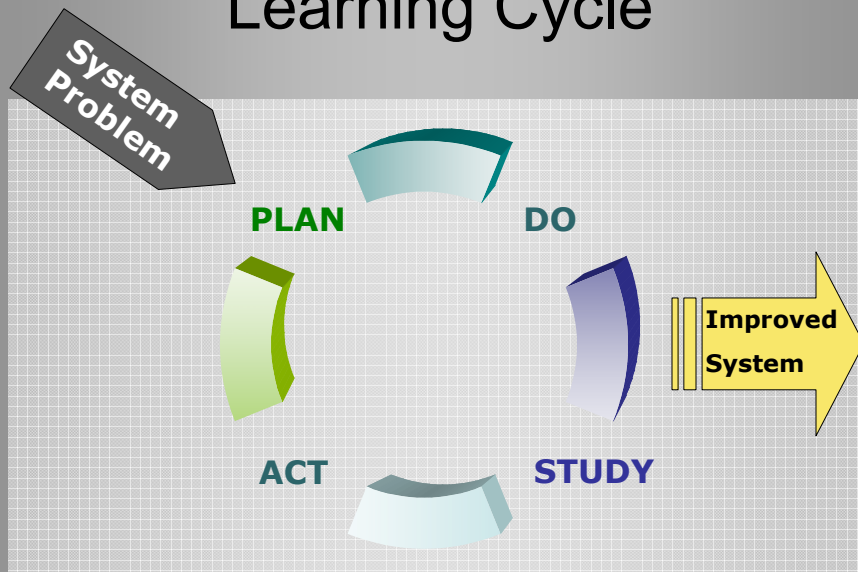 Learning Cycle
System
Problem
PLAN
DO
Improved
System
ACT
STUDY